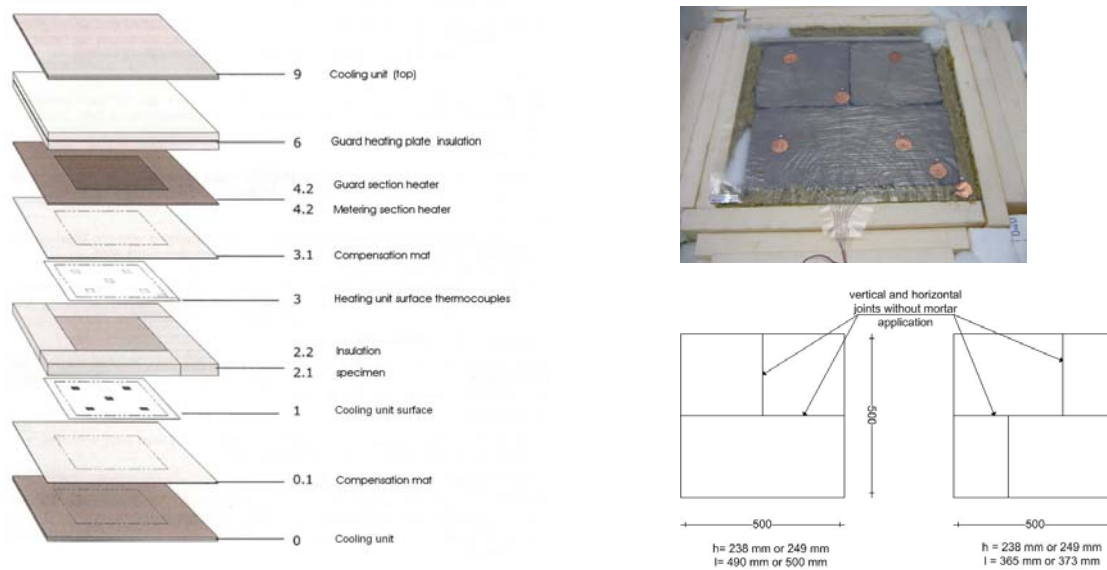 9 Cooling unit (top)
6 Guard heating plate insulation
4.2 Guard section heater
4.2 Metering section heater
3.1 Compensation mat
3 Heating unit surface thermocouples
2.2 Insulation
2.1 specimen
1 Cooling unit surface
0.1 Compensation mat
0 Cooling unit
vertical and horizontal
joints without mortar
application
500
500
h= 238 mm or 249 mm
l= 490 mm or 500 mm
500
h = 238 mm or 249 mm
l = 365 mm or 373 mm